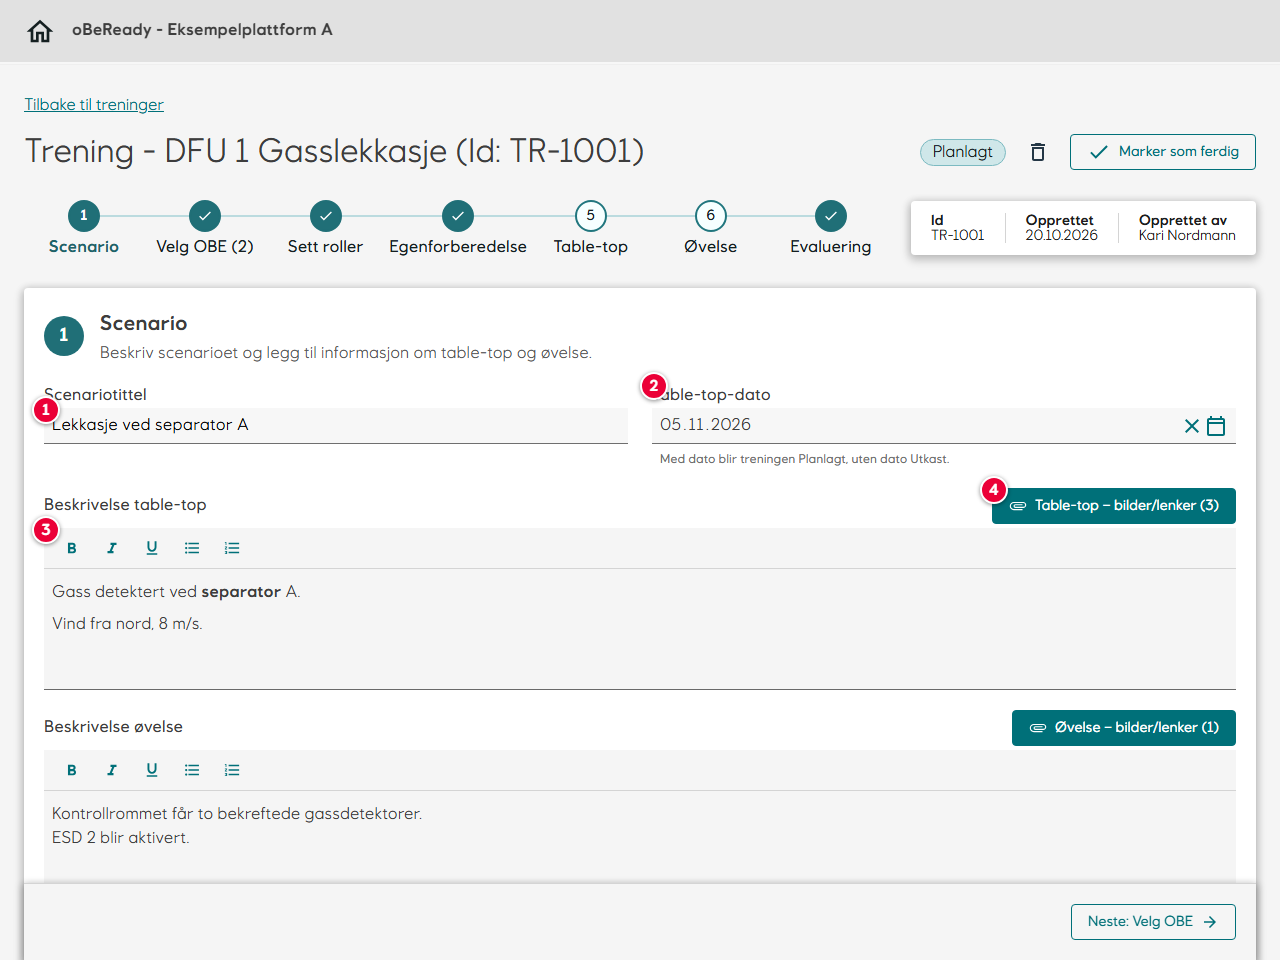 oBeReady - Eksempelplattform A
Tilbake til treninger
Trening - DFU 1 Gasslekkasje (Id: TR-1001)
Planlagt
Marker som ferdig
1
5
6
Scenario
Velg OBE (2)
Sett roller
Egenforberedelse
Table-top
Øvelse
Evaluering
Id
TR-1001
Opprettet
20.10.2026
Opprettet av
Kari Nordmann
1
Scenario
Beskriv scenarioet og legg til informasjon om table-top og øvelse.
Scenariotittel
1
Lekkasje ved separator A
2
able-top-dato
05.11.2026
Med dato blir treningen Planlagt, uten dato Utkast.
Beskrivelse table-top
4
Table-top – bilder/lenker (3)
3
B I U
Gass detektert ved separator A.
Vind fra nord, 8 m/s.
Beskrivelse øvelse
Øvelse – bilder/lenker (1)
B I U
Kontrollrommet får to bekreftede gassdetektorer.
ESD 2 blir aktivert.
Neste: Velg OBE